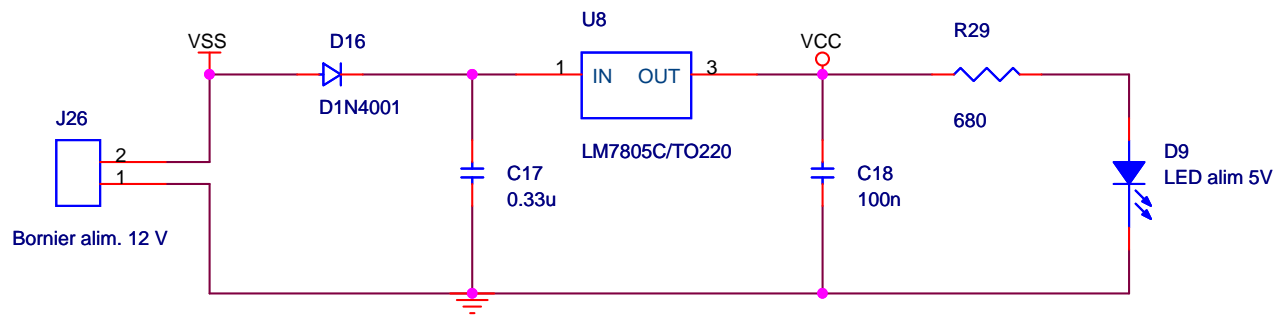 U8
VSS
D16
VCC
R29
1
IN
OUT
3
D1N4001
J26
680
2
LM7805C/TO220
D9
1
C17
C18
LED alim 5V
0.33u
100n
Bornier alim. 12 V